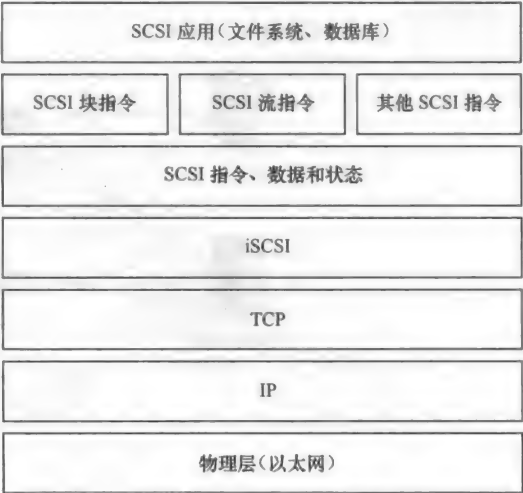 SCSI 应用(文件系统、数据库)
SCSI 块指令
SCSI 流指令
其他 SCSI 指令
SCSI 指令、数据和状态
iSCSI
TCP
IP
物理层(以太网)